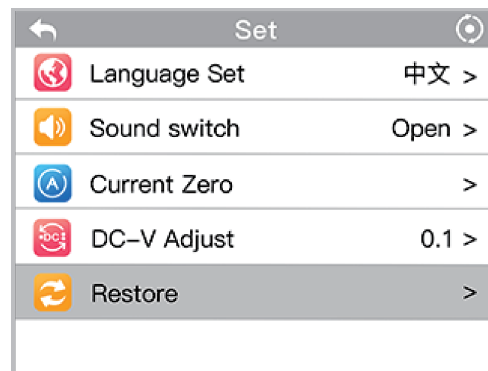 Set
Language Set 中文 >
Sound switch Open >
Current Zero >
DC-V Adjust 0.1 >
Restore >